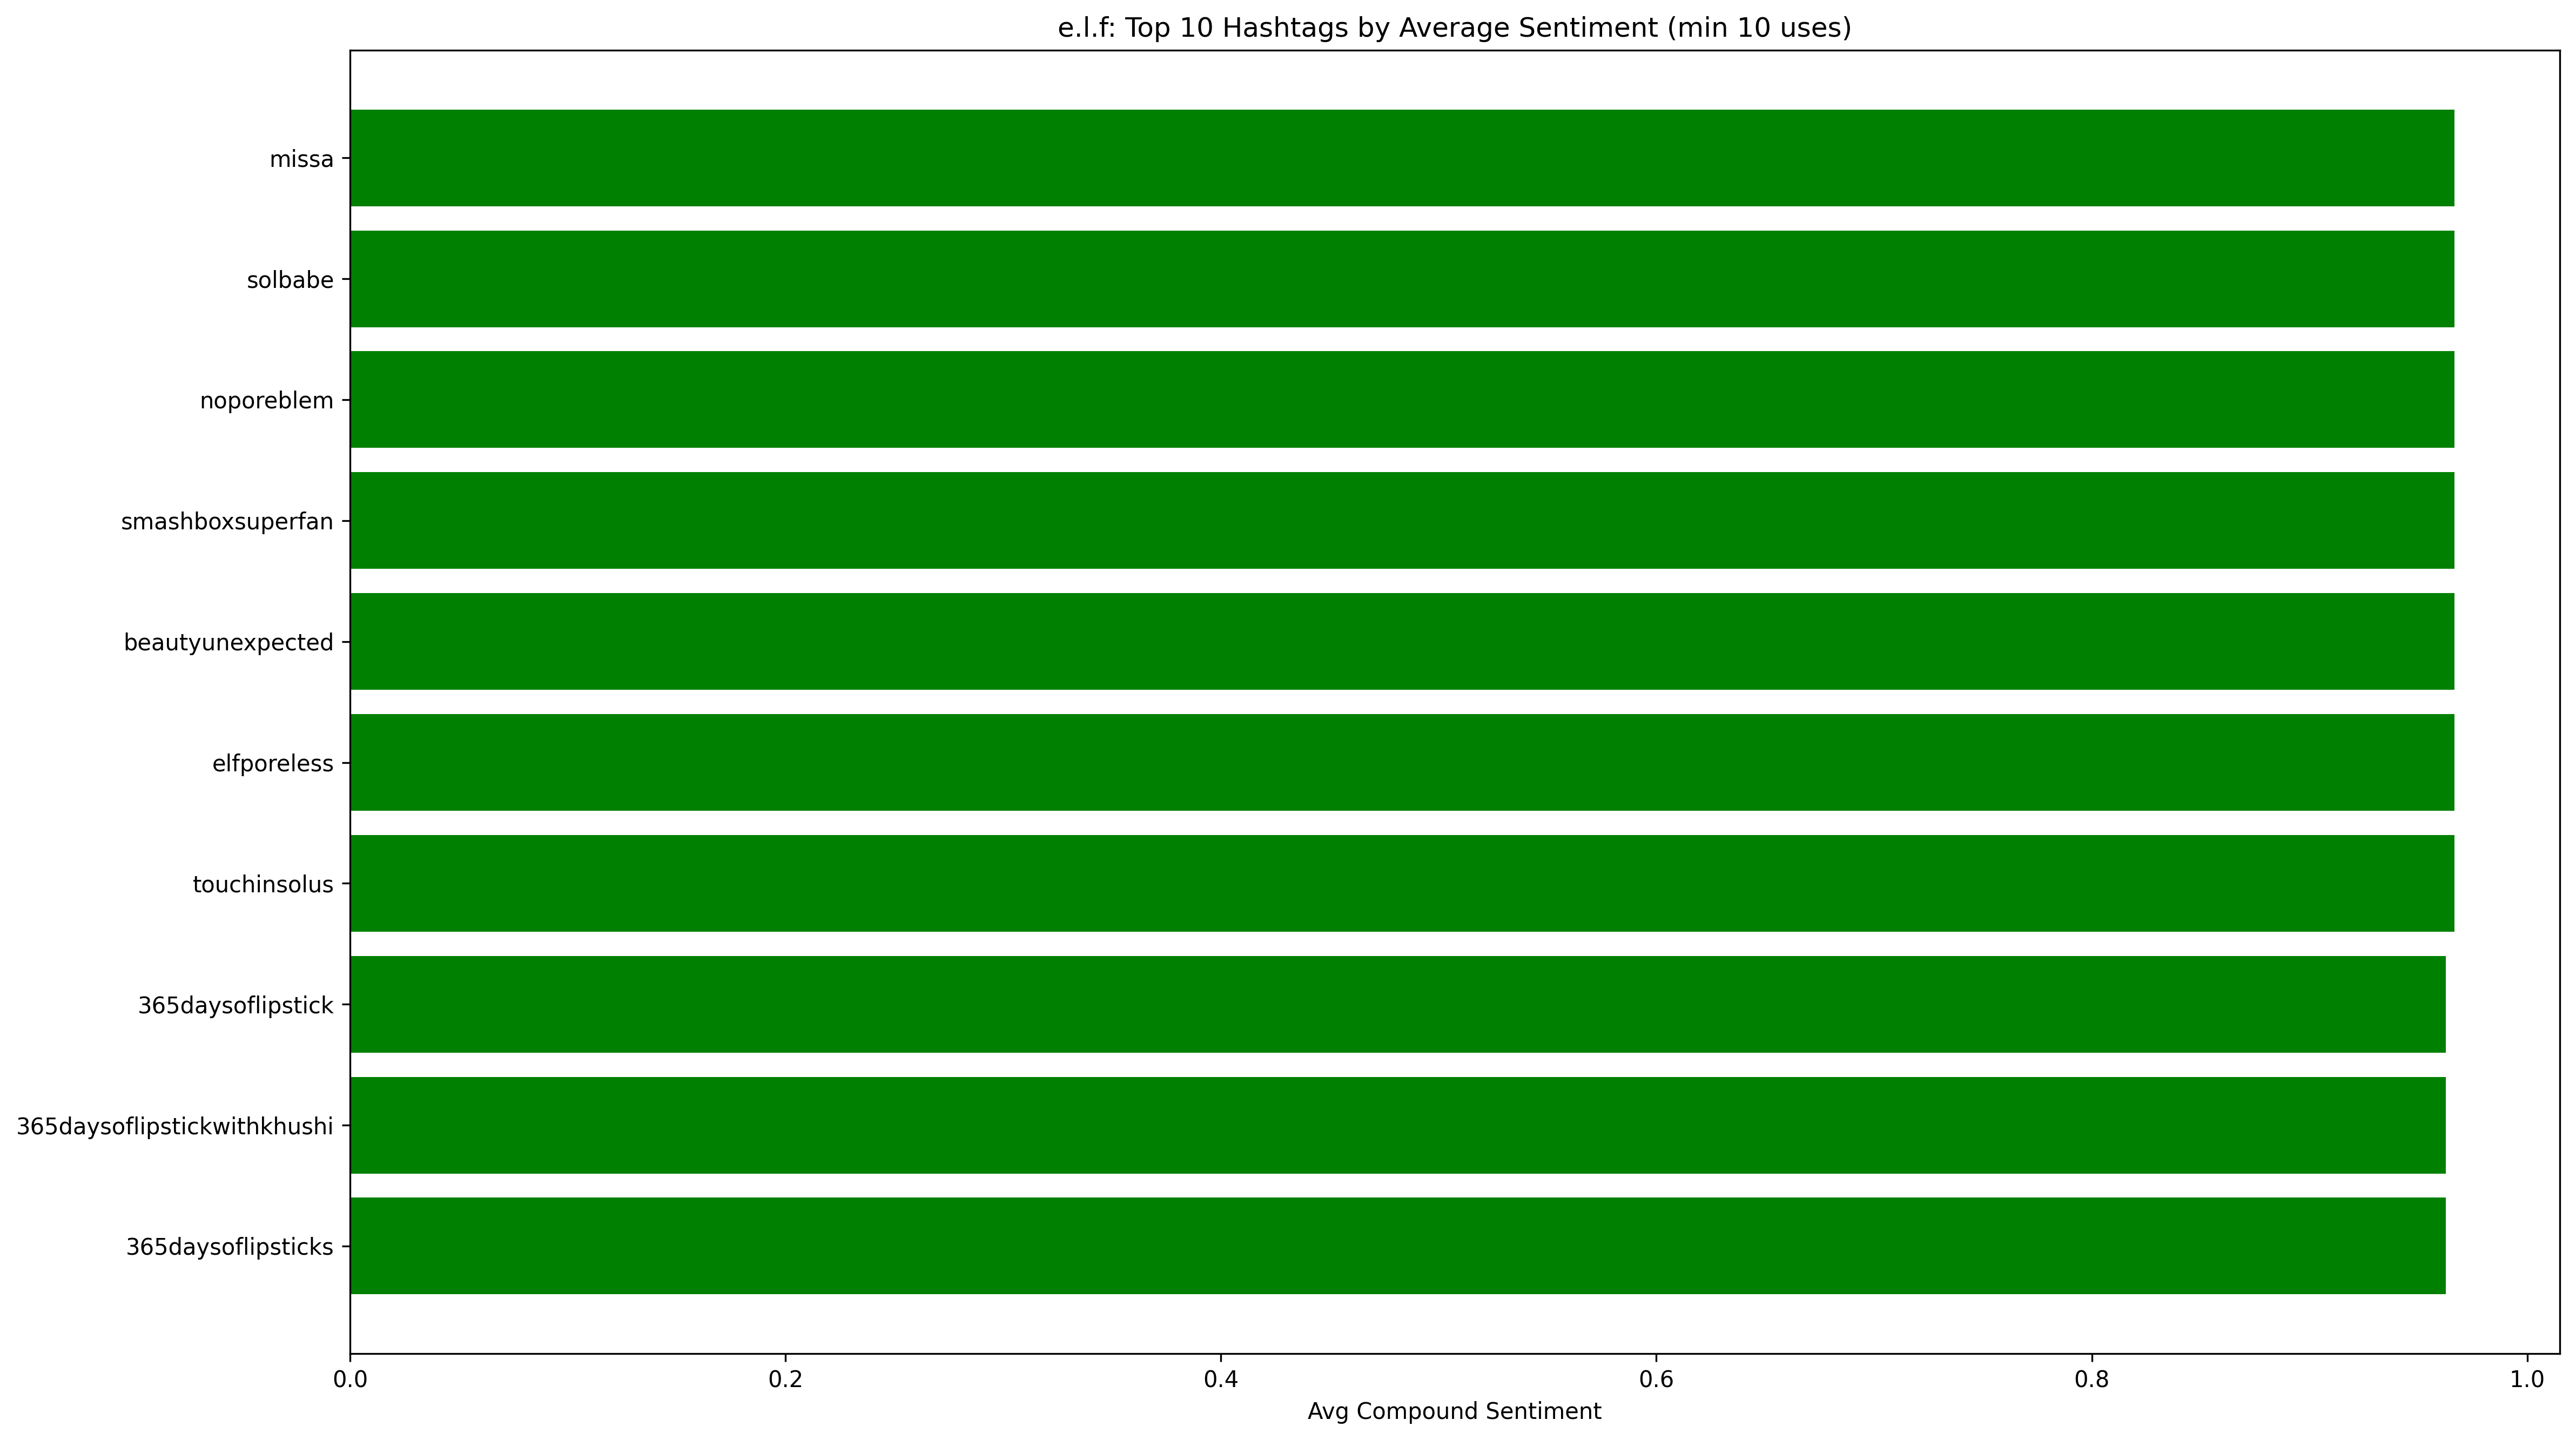 e.l.f: Top 10 Hashtags by Average Sentiment (min 10 uses)
missa
solbabe
noporeblem
smashboxsuperfan
beautyunexpected
elfporeless
touchinsolus
365daysoflipstick
365daysoflipstickwithkhushi
365daysoflipsticks
0.0 0.2 0.4 0.6 0.8 1.0
Avg Compound Sentiment